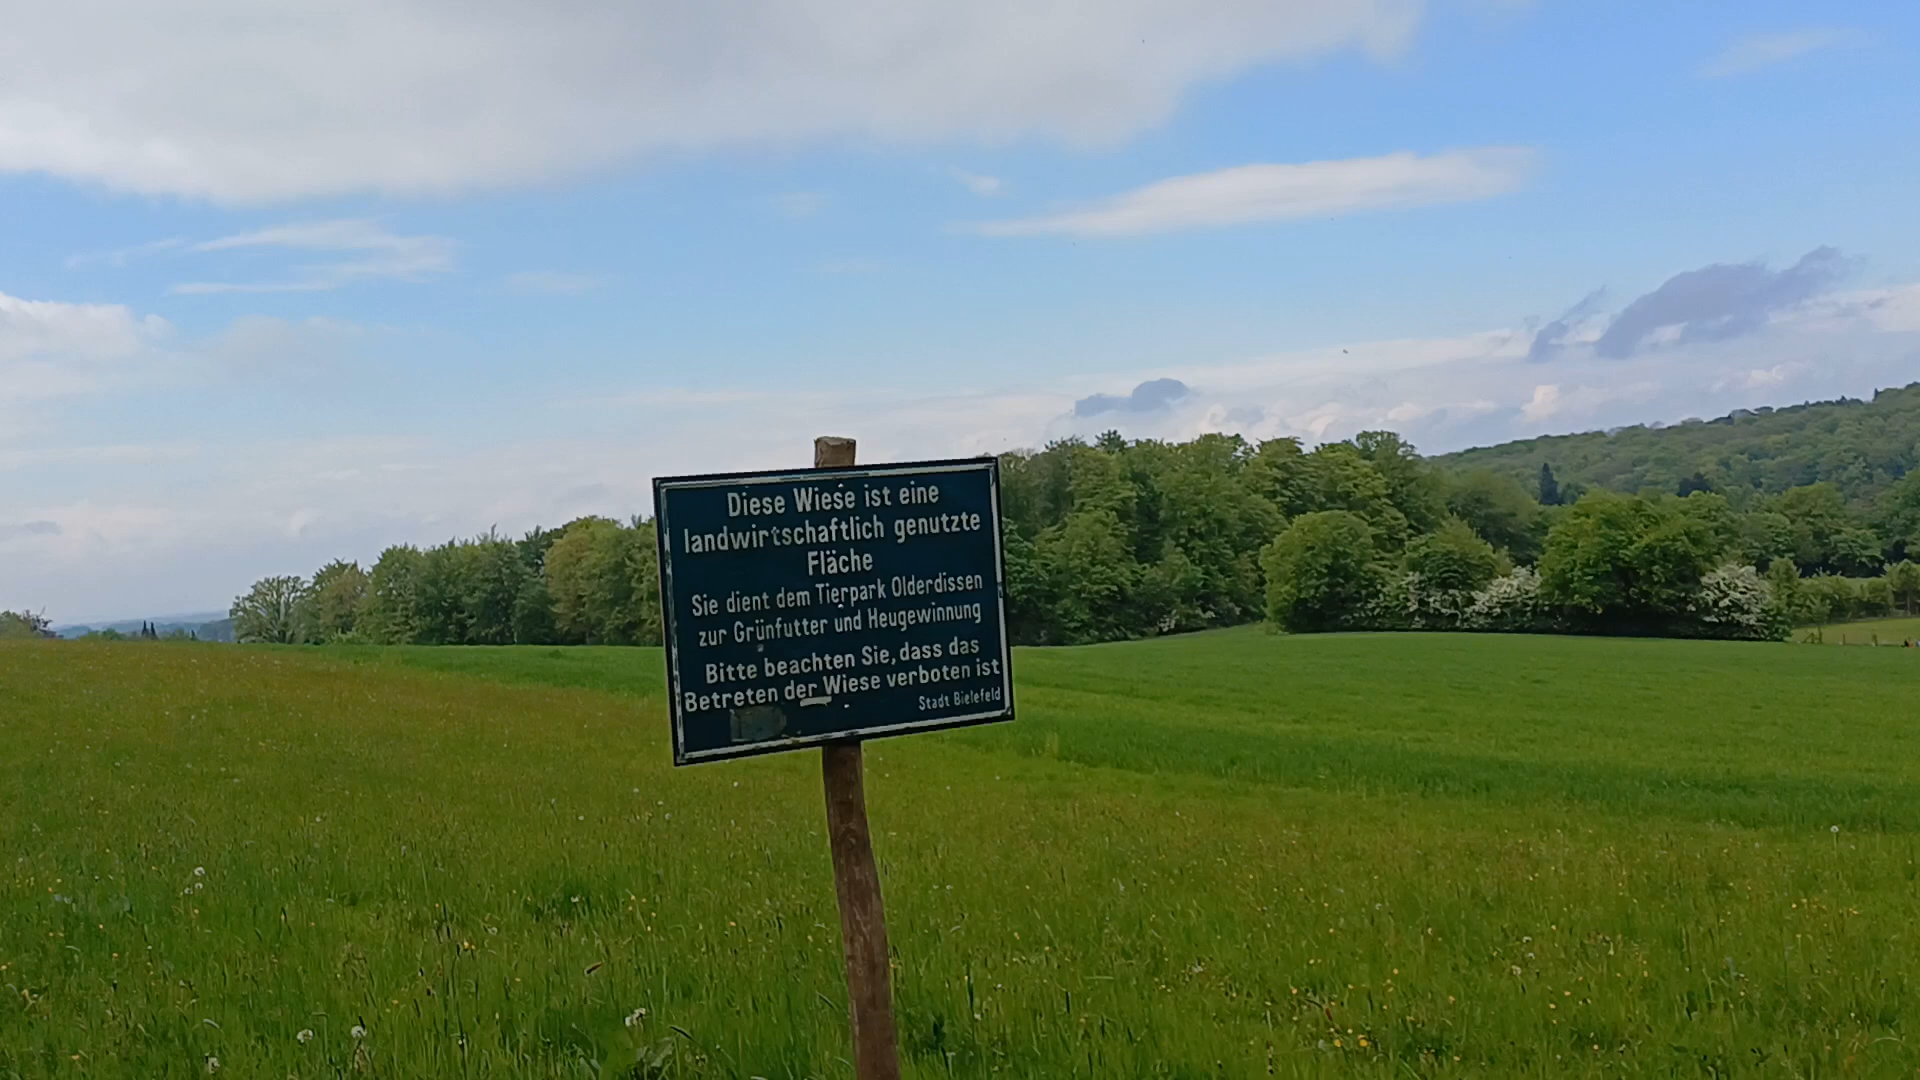 Diese Wiese ist eine
landwirtschaftlich genutzte
Fläche
Sie dient dem Tierpark Olderdissen
zur Grünfutter und Heugewinnung
Bitte beachten Sie, dass das
Betreten der Wiese verboten ist
Stadt Bielefeld